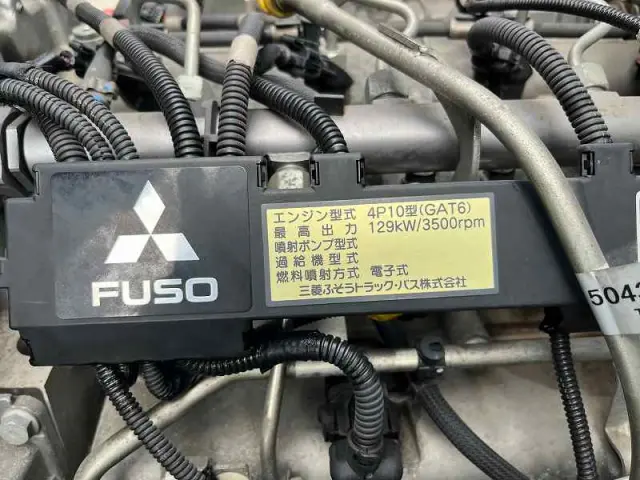 FUSO
エンジン型式 4P10型(GAT6)
最高出力 129kW/3500rpm
噴射ポンプ型式
過給機型式
燃料噴射方式 電子式
三菱ふそうトラック・バス株式会社